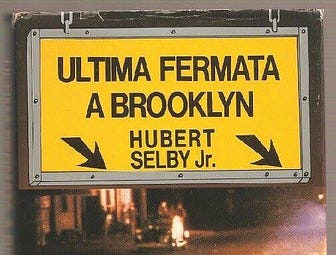 ULTIMA FERMATA
A BROOKLYN
HUBERT
SELBY Jr.